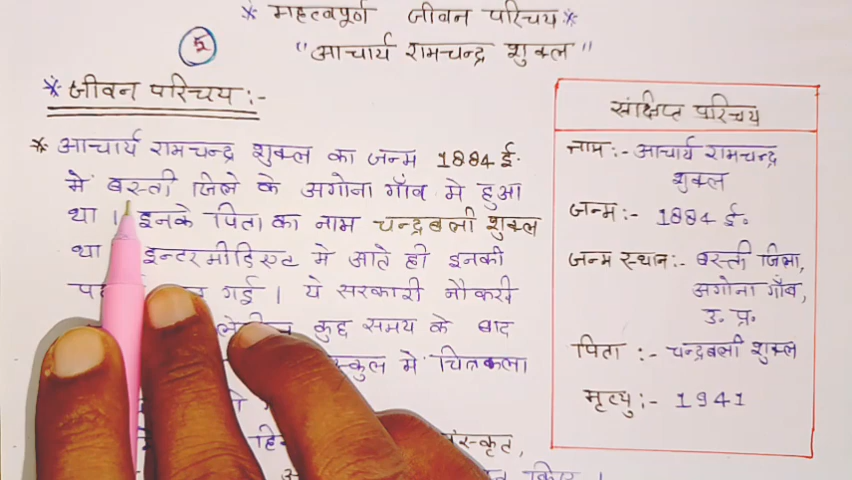 * महत्वपूर्ण जीवन परिचय *
5
"आचार्य रामचन्द्र शुक्ल"
* जीवन परिचय :-
* आचार्य रामचन्द्र शुक्ल का जन्म 1884 ई.
मे बस्ती जिले के अगोना गाँव मे हुआ
था । इनके पिता का नाम चन्द्रबली शुक्ल
था इन्टरमीडिएट मे आते ही इनकी
गई । ये सरकारी नौकरी
कुछ समय के बाद
स्कुल मे चित्रकला
संस्कृत,
संक्षिप्त परिचय
नाम :- आचार्य रामचन्द्र
शुक्ल
जन्म :- 1884 ई.
जन्म स्थान :- बस्ती जिला,
अगोना गाँव,
उ. प्र.
पिता :- चन्द्रबली शुक्ल
मृत्यु :- 1941